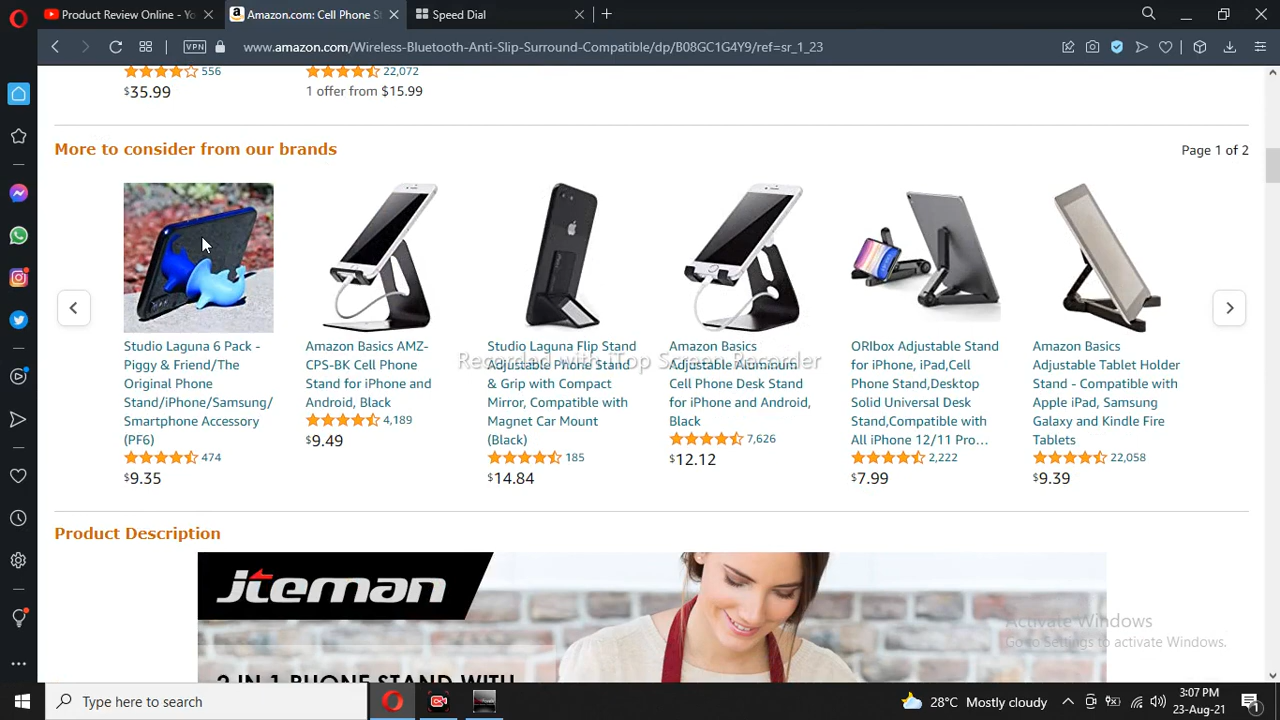 Product Review Online - Yo
Amazon.com: Cell Phone St
Speed Dial
VPN
www.amazon.com/Wireless-Bluetooth-Anti-Slip-Surround-Compatible/dp/B08GC1G4Y9/ref=sr_1_23
556
22,072
$35.99
1 offer from $15.99
More to consider from our brands
Page 1 of 2
Studio Laguna 6 Pack -
Piggy & Friend/The
Original Phone
Stand/iPhone/Samsung/
Smartphone Accessory
(PF6)
474
$9.35
Amazon Basics AMZ-
CPS-BK Cell Phone
Stand for iPhone and
Android, Black
4,189
$9.49
Studio Laguna Flip Stand
Adjustable Phone Stand
& Grip with Compact
Mirror, Compatible with
Magnet Car Mount
(Black)
185
$14.84
Amazon Basics
Adjustable Aluminum
Cell Phone Desk Stand
for iPhone and Android,
Black
7,626
$12.12
ORIbox Adjustable Stand
for iPhone, iPad,Cell
Phone Stand,Desktop
Solid Universal Desk
Stand,Compatible with
All iPhone 12/11 Pro...
2,222
$7.99
Amazon Basics
Adjustable Tablet Holder
Stand - Compatible with
Apple iPad, Samsung
Galaxy and Kindle Fire
Tablets
22,058
$9.39
Recorded with iTop Screen Recorder
Product Description
jteman
2 IN 1 PHONE STAND WITH
Activate Windows
Go to Settings to activate Windows.
Type here to search
28°C Mostly cloudy
3:07 PM
23-Aug-21
1